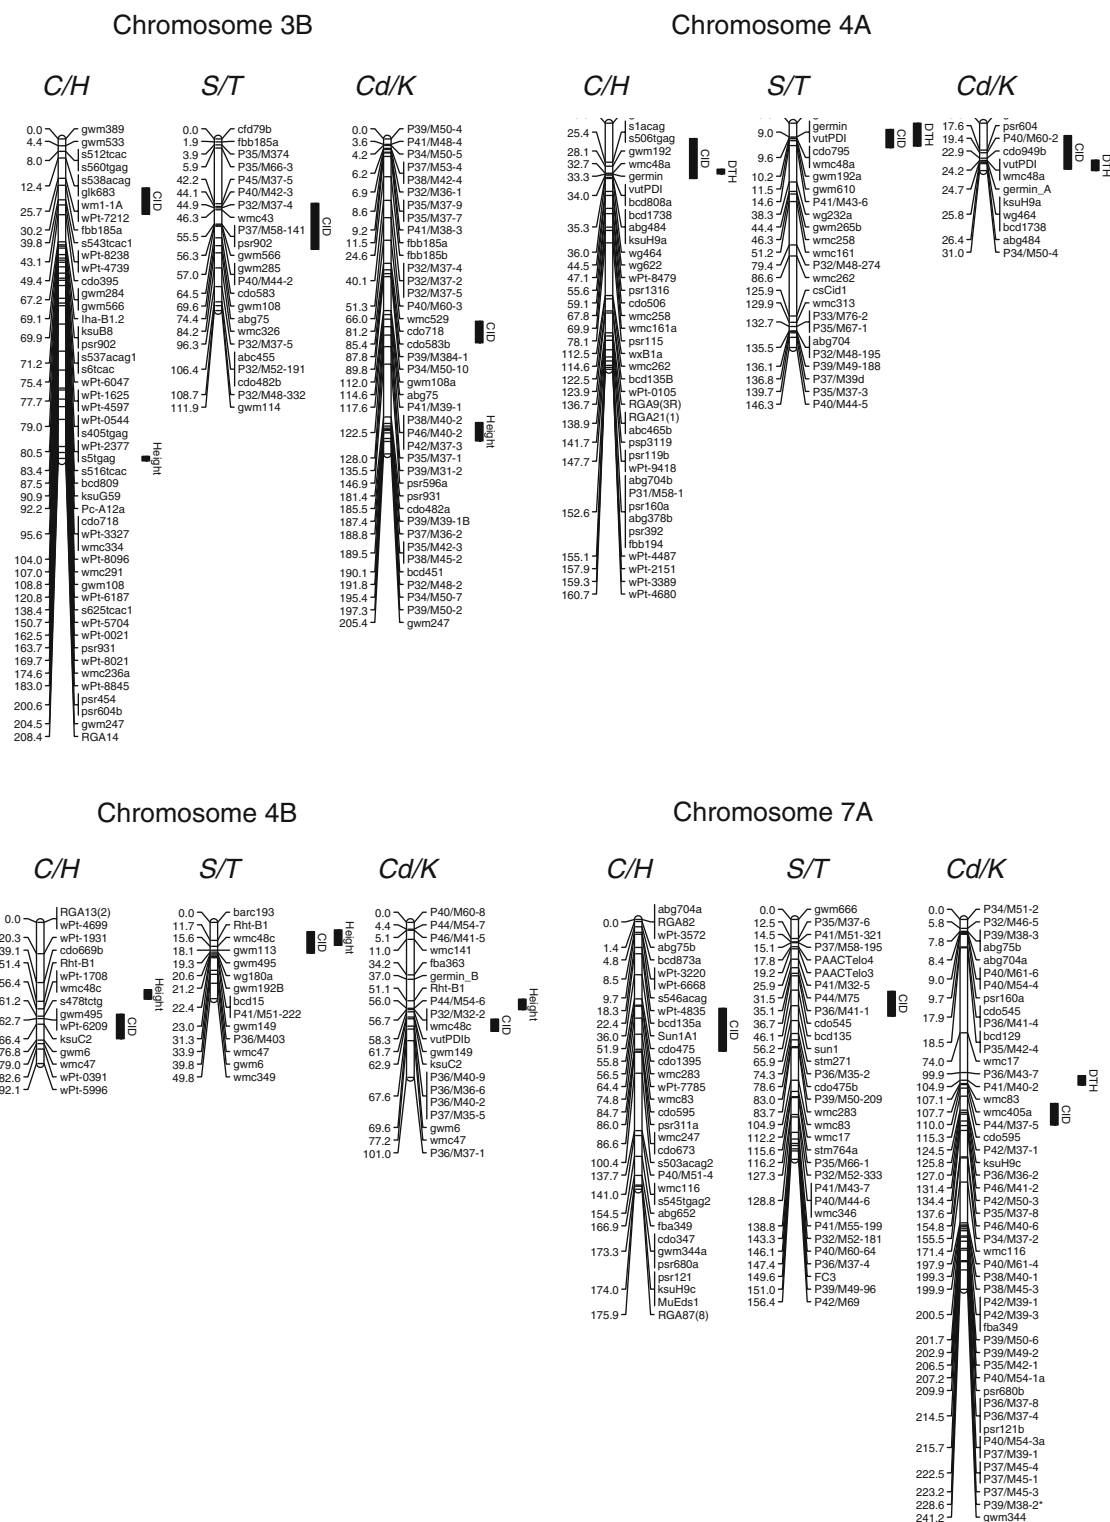 Chromosome 3B
C/H
0.0 gwm389
4.4 gwm533
s512tcac
8.0 s560tgag
s538acag
12.4 glk683
wm1-1A
25.7 wPt-7212
30.2 fbb185a
39.8 s543tcac1
wPt-8238
43.1 wPt-4739
49.4 cdo395
gwm284
67.2 gwm566
69.1 lha-B1.2
ksuB8
69.9 psr902
s537acag1
71.2 s6tcac
75.4 wPt-6047
wPt-1625
77.7 wPt-4597
wPt-0544
79.0 s405tgag
wPt-2377
80.5 s5tgag
83.4 s516tcac
87.5 bcd809
90.9 ksuG59
92.2 Pc-A12a
cdo718
95.6 wPt-3327
wmc334
104.0 wPt-8096
107.0 wmc291
108.8 gwm108
120.8 wPt-6187
138.4 s625tcac1
150.7 wPt-5704
162.5 wPt-0021
163.7 psr931
169.7 wPt-8021
174.6 wmc236a
183.0 wPt-8845
psr454
200.6 psr604b
204.5 gwm247
208.4 RGA14
CID
Height
S/T
0.0 cfd79b
1.9 fbb185a
3.9 P35/M374
5.9 P35/M66-3
42.2 P45/M37-5
44.1 P40/M42-3
44.9 P32/M37-4
46.3 wmc43
P37/M58-141
55.5 psr902
56.3 gwm566
gwm285
57.0 P40/M44-2
64.5 cdo583
69.6 gwm108
74.4 abg75
84.2 wmc326
96.3 P32/M37-5
abc455
106.4 P32/M52-191
cdo482b
108.7 P32/M48-332
111.9 gwm114
CID
Cd/K
0.0 P39/M50-4
3.6 P41/M48-4
4.2 P34/M50-5
P37/M53-4
6.2 P38/M42-4
6.9 P32/M36-1
P35/M37-9
8.6 P35/M37-7
9.2 P41/M38-3
11.5 fbb185a
24.6 fbb185b
P32/M37-4
40.1 P32/M37-2
P32/M37-5
51.3 P40/M60-3
66.0 wmc529
81.2 cdo718
85.4 cdo583b
87.8 P39/M384-1
89.8 P34/M50-10
112.0 gwm108a
114.6 abg75
117.6 P41/M39-1
P38/M40-2
122.5 P46/M40-2
P42/M37-3
128.0 P35/M37-1
135.5 P39/M31-2
146.9 psr596a
181.4 psr931
185.5 cdo482a
187.4 P39/M39-1B
188.8 P37/M36-2
P35/M42-3
189.5 P38/M45-2
190.1 bcd451
191.8 P32/M48-2
195.4 P34/M50-7
197.3 P39/M50-2
205.4 gwm247
CID
Height
Chromosome 4A
C/H
s1acag
25.4 s506tgag
28.1 gwm192
32.7 wmc48a
33.3 germin
vutPDI
34.0 bcd808a
bcd1738
35.3 abg484
ksuH9a
36.0 wg464
44.5 wg622
47.1 wPt-8479
55.6 psr1316
59.1 cdo506
67.8 wmc258
69.9 wmc161a
78.1 psr115
112.5 wxB1a
114.6 wmc262
122.5 bcd135B
123.9 wPt-0105
136.7 RGA9(3R)
RGA21(1)
138.9 abc465b
141.7 psp3119
psr119b
147.7 wPt-9418
abg704b
P31/M58-1
psr160a
152.6 abg378b
psr392
fbb194
155.1 wPt-4487
157.9 wPt-2151
159.3 wPt-3389
160.7 wPt-4680
CID
DTH
S/T
germin
9.0 vutPDI
cdo795
9.6 wmc48a
10.2 gwm192a
11.5 gwm610
14.6 P41/M43-6
38.3 wg232a
44.4 gwm265b
46.3 wmc258
51.2 wmc161
79.4 P32/M48-274
86.6 wmc262
125.9 csCid1
129.9 wmc313
P33/M76-2
132.7 P35/M67-1
abg704
135.5 P32/M48-195
136.1 P39/M49-188
136.8 P37/M39d
139.7 P35/M37-3
146.3 P40/M44-5
CID
DTH
Cd/K
17.6 psr604
19.4 P40/M60-2
22.9 cdo949b
vutPDI
24.2 wmc48a
24.7 germin_A
ksuH9a
25.8 wg464
bcd1738
26.4 abg484
31.0 P34/M50-4
CID
DTH
Chromosome 4B
C/H
RGA13(2)
0.0 wPt-4699
20.3 wPt-1931
39.1 cdo669b
51.4 Rht-B1
wPt-1708
56.4 wmc48c
61.2 s478tctg
gwm495
62.7 wPt-6209
66.4 ksuC2
76.8 gwm6
79.0 wmc47
82.6 wPt-0391
92.1 wPt-5996
Height
CID
S/T
0.0 barc193
11.7 Rht-B1
15.6 wmc48c
18.1 gwm113
19.3 gwm495
20.6 wg180a
21.2 gwm192B
bcd15
22.4 P41/M51-222
23.0 gwm149
31.3 P36/M403
33.9 wmc47
39.8 gwm6
49.8 wmc349
CID
Height
Cd/K
0.0 P40/M60-8
4.4 P44/M54-7
5.1 P46/M41-5
11.0 wmc141
34.2 fba363
37.0 germin_B
51.1 Rht-B1
56.0 P44/M54-6
P32/M32-2
56.7 wmc48c
58.3 vutPDIb
61.7 gwm149
62.9 ksuC2
P36/M40-9
P36/M36-6
67.6 P36/M40-2
P37/M35-5
69.6 gwm6
77.2 wmc47
101.0 P36/M37-1
Height
CID
Chromosome 7A
C/H
abg704a
0.0 RGA82
wPt-3572
1.4 abg75b
4.8 bcd873a
wPt-3220
8.5 wPt-6668
9.7 s546acag
18.3 wPt-4835
22.4 bcd135a
36.0 Sun1A1
51.9 cdo475
55.8 cdo1395
56.5 wmc283
64.4 wPt-7785
74.8 wmc83
84.7 cdo595
86.0 psr311a
wmc247
86.6 cdo673
100.4 s503acag2
137.7 P40/M51-4
wmc116
141.0 s545tgag2
154.5 abg652
166.9 fba349
cdo347
173.3 gwm344a
psr680a
psr121
174.0 ksuH9c
MuEds1
175.9 RGA87(8)
CID
S/T
0.0 gwm666
12.5 P35/M37-6
14.5 P41/M51-321
15.1 P37/M58-195
17.8 PAACTelo4
19.2 PAACTelo3
25.9 P41/M32-5
31.5 P44/M75
35.1 P36/M41-1
36.7 cdo545
46.1 bcd135
56.2 sun1
65.9 stm271
74.3 P36/M35-2
78.6 cdo475b
83.0 P39/M50-209
83.7 wmc283
104.9 wmc83
112.2 wmc17
115.6 stm764a
116.2 P35/M66-1
127.3 P32/M52-333
P41/M43-7
128.8 P40/M44-6
wmc346
138.8 P41/M55-199
143.3 P32/M52-181
146.1 P40/M60-64
147.4 P36/M37-4
149.6 FC3
151.0 P39/M49-96
156.4 P42/M69
CID
Cd/K
0.0 P34/M51-2
5.8 P32/M46-5
P39/M38-3
7.8 abg75b
8.4 abg704a
P40/M61-6
9.0 P40/M54-4
9.7 psr160a
cdo545
17.9 P36/M41-4
bcd129
18.5 P35/M42-4
74.0 wmc17
99.9 P36/M43-7
104.9 P41/M40-2
107.1 wmc83
107.7 wmc405a
110.0 P44/M37-5
115.3 cdo595
124.5 P42/M37-1
125.8 ksuH9c
127.0 P36/M36-2
131.4 P46/M41-2
134.4 P42/M50-3
137.6 P35/M37-8
154.8 P46/M40-6
155.5 P34/M37-2
171.4 wmc116
197.9 P40/M61-4
199.3 P38/M40-1
199.9 P38/M45-3
P42/M39-1
200.5 P42/M39-3
fba349
201.7 P39/M50-6
202.9 P39/M49-2
206.5 P35/M42-1
207.2 P40/M54-1a
209.9 psr680b
P36/M37-8
214.5 P36/M37-4
psr121b
P40/M54-3a
215.7 P37/M39-1
P37/M45-4
222.5 P37/M45-1
223.2 P37/M45-3
228.6 P39/M38-2*
241.2 gwm344
DTH
CID